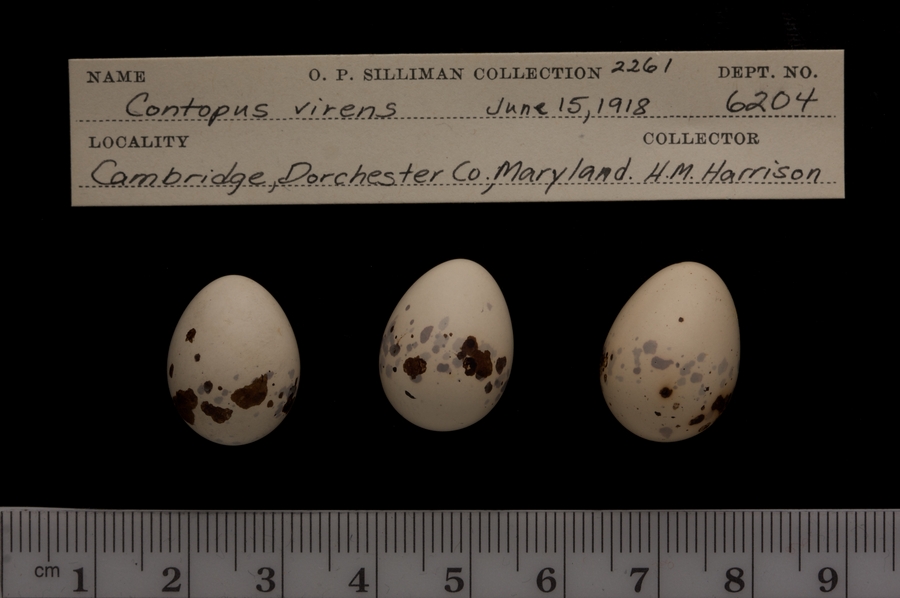 NAME O. P. SILLIMAN COLLECTION 2261 DEPT. NO.
Contopus virens June 15, 1918 6204
LOCALITY COLLECTOR
Cambridge, Dorchester Co., Maryland. H.M. Harrison
cm 1 2 3 4 5 6 7 8 9